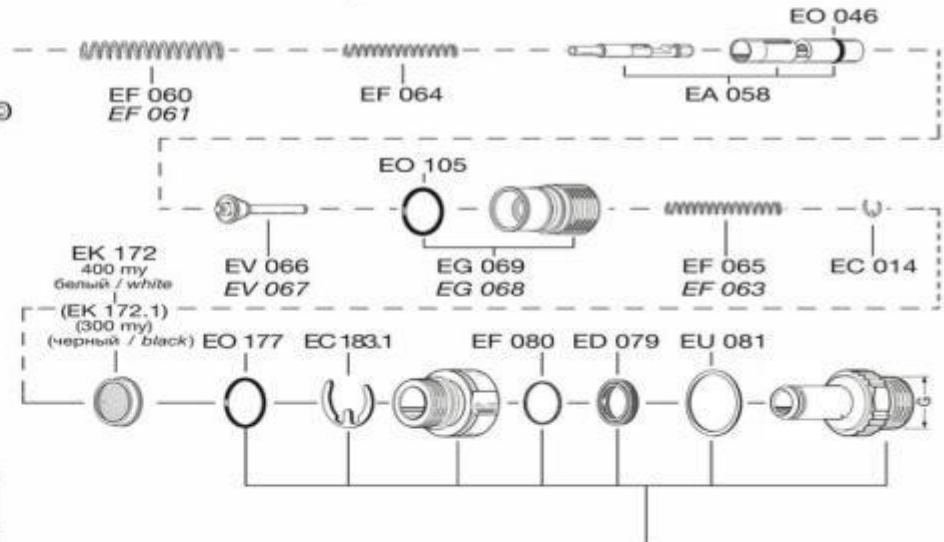 EO 046
EF 060
EF 061
EF 064
EA 058
EO 105
EV 066
EV 067
EG 069
EG 068
EF 065
EF 063
EC 014
EK 172
400 my
белый / white
(EK 172.1)
(300 my)
(черный / black)
EO 177
EC 183.1
EF 080
ED 079
EU 081
G